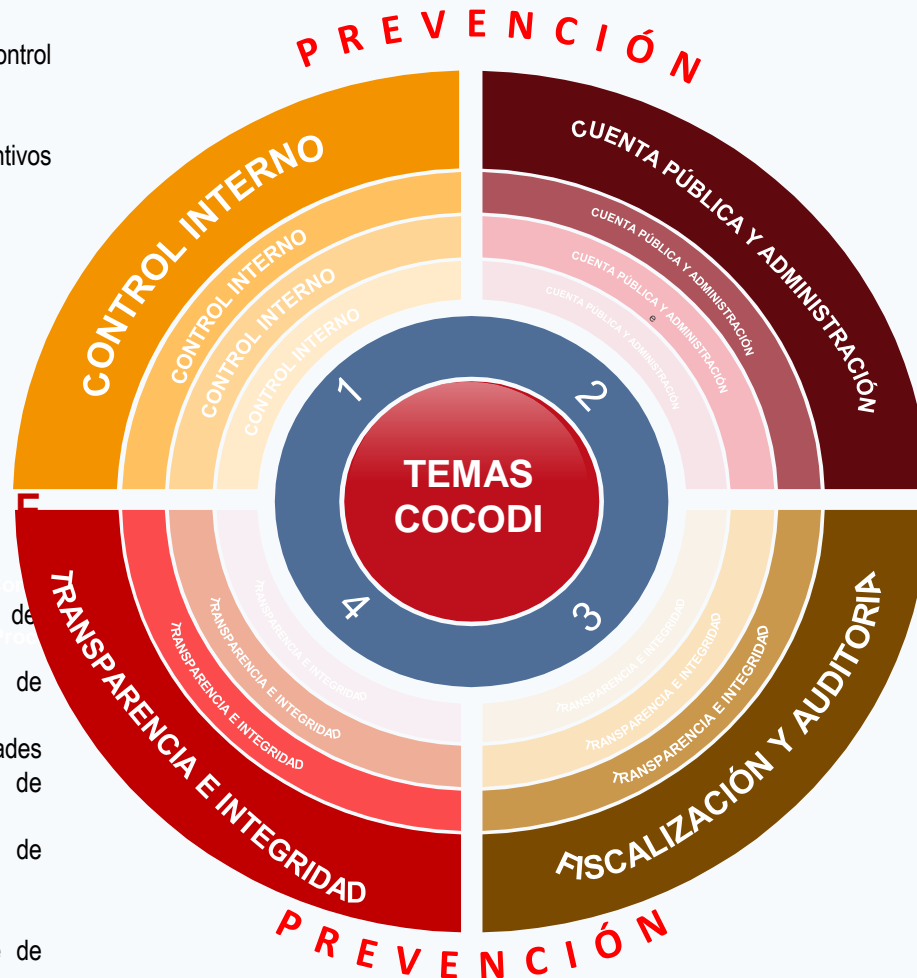 PREVENCIÓN
ontrol
ntivos
CONTROL INTERNO
CONTROL INTERNO
CONTROL INTERNO
CONTROL INTERNO
CUENTA PÚBLICA Y ADMINISTRACIÓN
CUENTA PÚBLICA Y ADMINISTRACIÓN
CUENTA PÚBLICA Y ADMINISTRACIÓN
CUENTA PÚBLICA Y ADMINISTRACIÓN
e
1
2
TEMAS
COCODI
4
3
de
de
ades
de
de
de
TRANSPARENCIA E INTEGRIDAD
TRANSPARENCIA E INTEGRIDAD
TRANSPARENCIA E INTEGRIDAD
TRANSPARENCIA E INTEGRIDAD
TRANSPARENCIA E INTEGRIDAD
TRANSPARENCIA E INTEGRIDAD
TRANSPARENCIA E INTEGRIDAD
FISCALIZACIÓN Y AUDITORIA
PREVENCIÓN